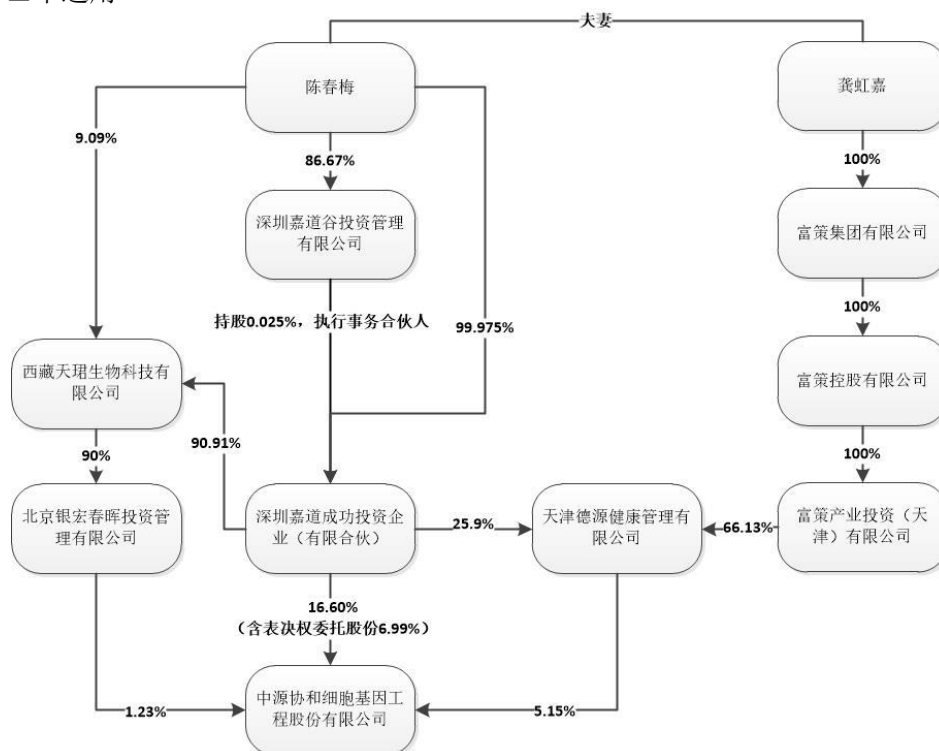 夫妻
陈春梅
龚虹嘉
9.09%
86.67%
100%
深圳嘉道谷投资管理
有限公司
富策集团有限公司
持股0.025%，执行事务合伙人
99.975%
100%
西藏天珺生物科技有
限公司
富策控股有限公司
90.91%
90%
100%
北京银宏春晖投资管
理有限公司
深圳嘉道成功投资企
业（有限合伙）
25.9%
天津德源健康管理有
限公司
66.13%
富策产业投资（天
津）有限公司
16.60%
（含表决权委托股份6.99%）
1.23%
中源协和细胞基因工
程股份有限公司
5.15%